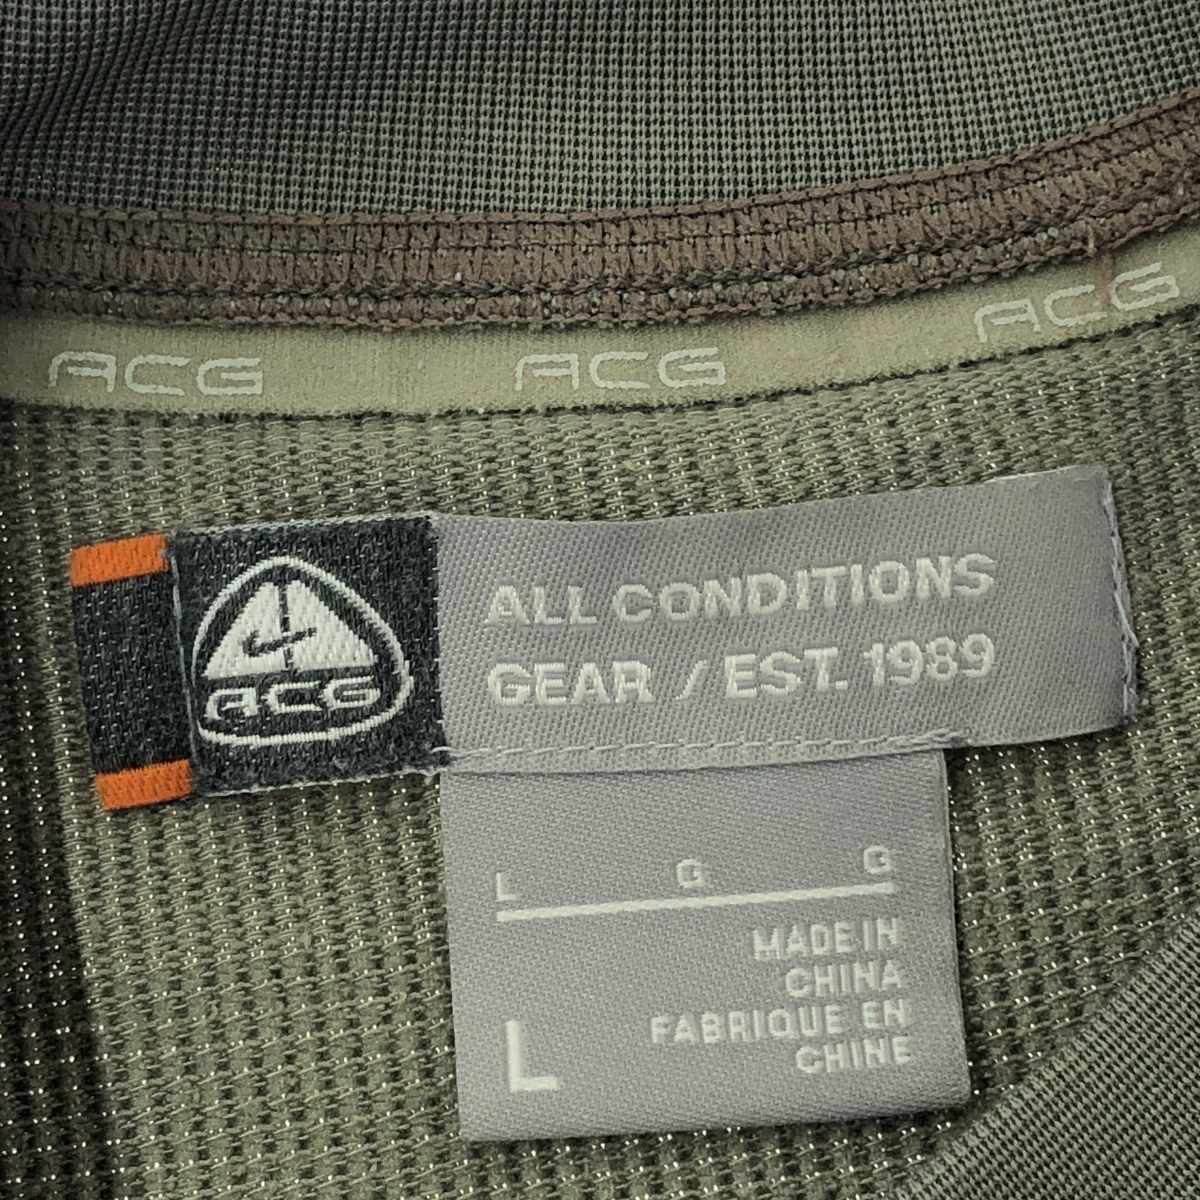 ACG ACG ACG
ACG
ALL CONDITIONS
GEAR / EST. 1989
L G G
MADE IN
CHINA
FABRIQUE EN
CHINE
L